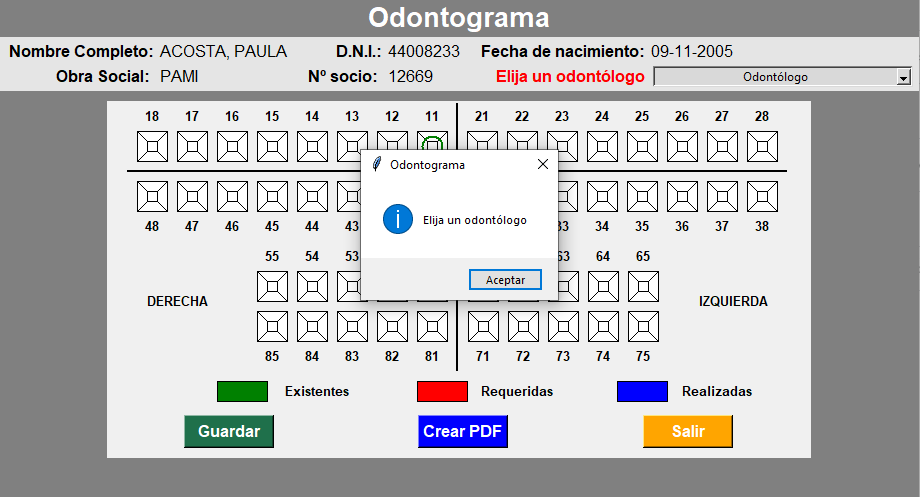 Odontograma
Nombre Completo: ACOSTA, PAULA D.N.I.: 44008233 Fecha de nacimiento: 09-11-2005
Obra Social: PAMI Nº socio: 12669 Elija un odontólogo Odontólogo
18 17 16 15 14 13 12 11 21 22 23 24 25 26 27 28
Odontograma
Elija un odontólogo
Aceptar
48 47 46 45 44 43 33 34 35 36 37 38
55 54 53 63 64 65
DERECHA IZQUIERDA
85 84 83 82 81 71 72 73 74 75
Existentes Requeridas Realizadas
Guardar Crear PDF Salir